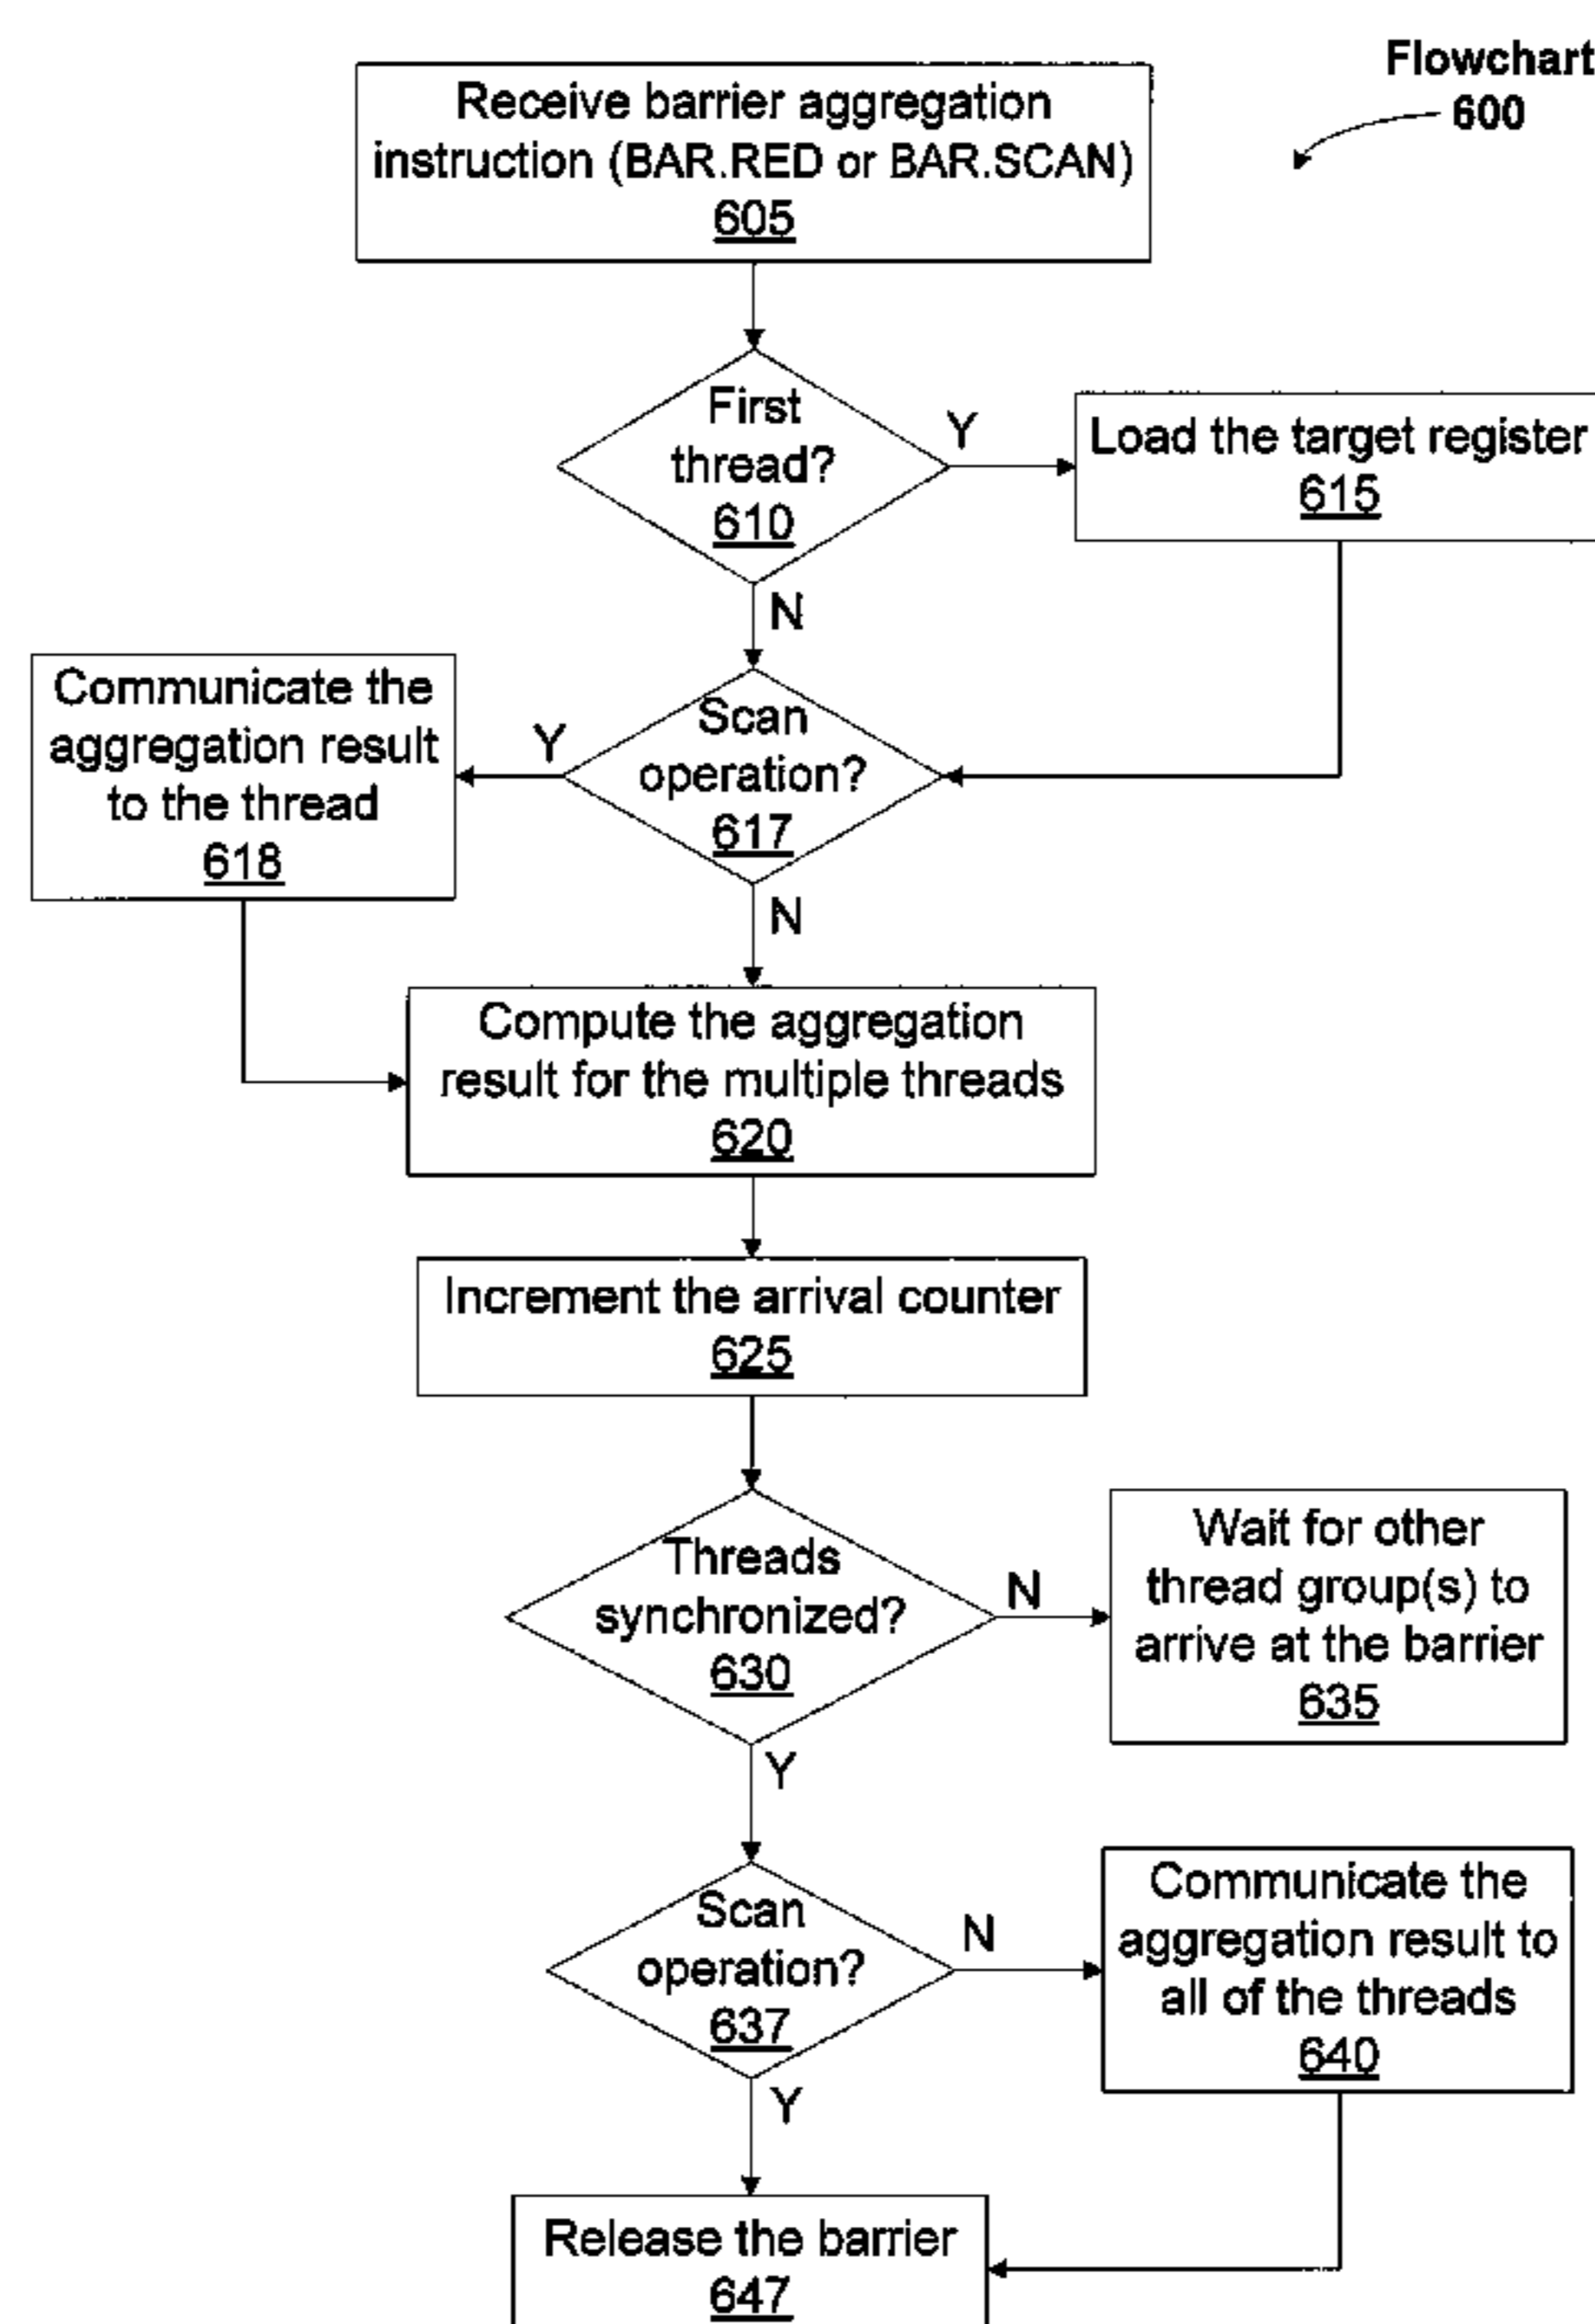 Flowchart
600
Receive barrier aggregation
instruction (BAR.RED or BAR.SCAN)
605
First
thread?
610
Y
Load the target register
615
N
Communicate the
aggregation result
to the thread
618
Y
Scan
operation?
617
N
Compute the aggregation
result for the multiple threads
620
Increment the arrival counter
625
Threads
synchronized?
630
N
Wait for other
thread group(s) to
arrive at the barrier
635
Y
Scan
operation?
637
N
Communicate the
aggregation result to
all of the threads
640
Y
Release the barrier
647